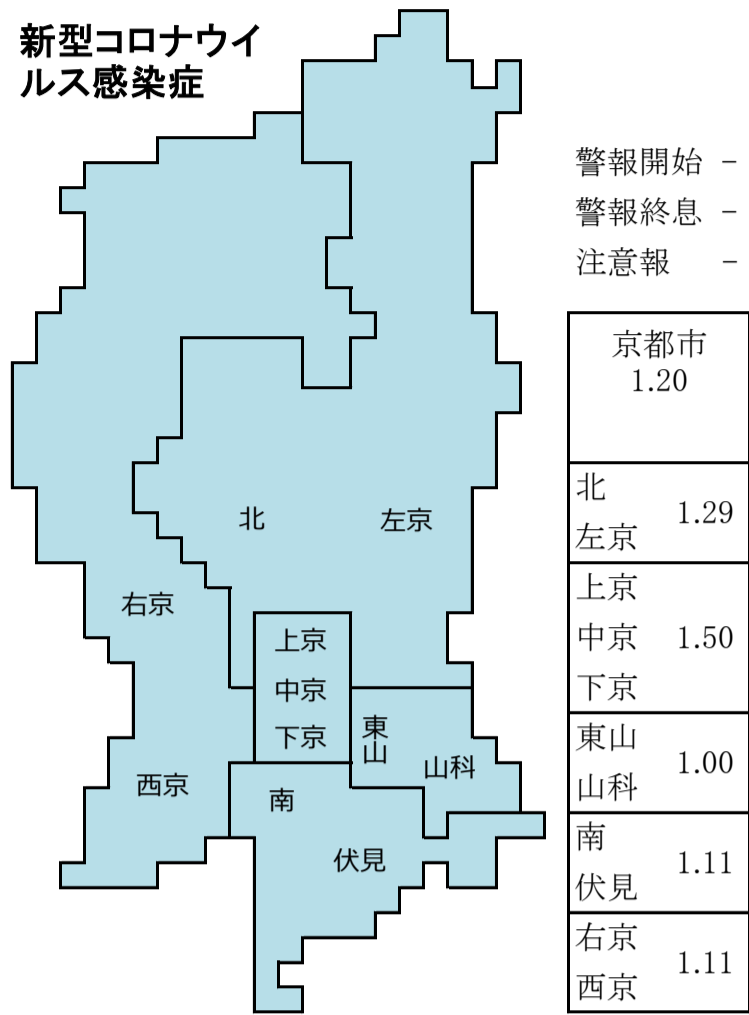 新型コロナウイ
ルス感染症
警報開始 -
警報終息 -
注意報 -
京都市
1.20
北
左京
1.29
上京
中京
下京
1.50
東山
山科
1.00
南
伏見
1.11
右京
西京
1.11
北
左京
右京
上京
中京
下京
東山
山科
西京
南
伏見